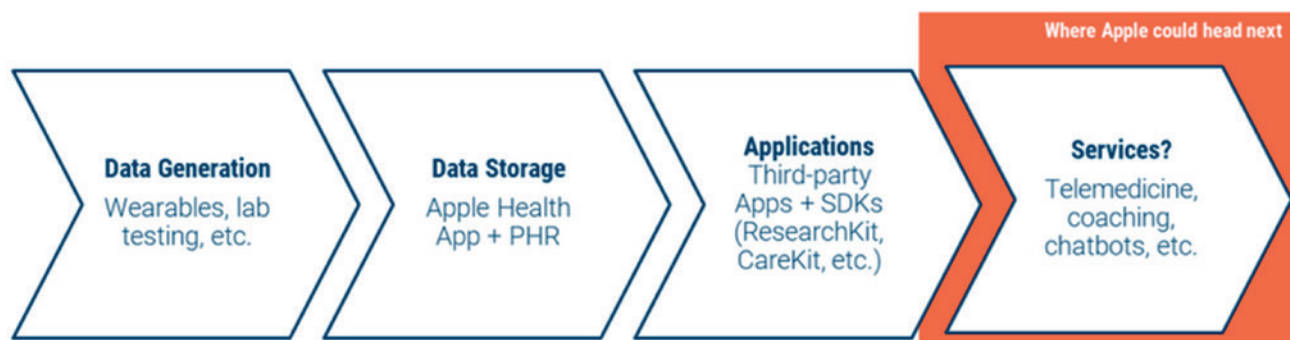 Where Apple could head next
Data Generation
Wearables, lab
testing, etc.
Data Storage
Apple Health
App + PHR
Applications
Third-party
Apps + SDKs
(ResearchKit,
CareKit, etc.)
Services?
Telemedicine,
coaching,
chatbots, etc.